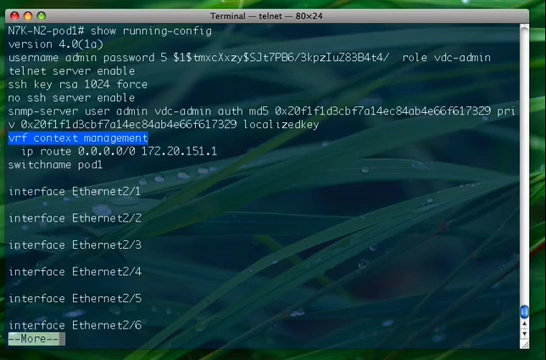 Terminal — telnet — 80×24
N7K-N2-pod1# show running-config
version 4.0(1a)
username admin password 5 $1$tmxcXxzy$SJt7PB6/3kpzIuZ83B4t4/  role vdc-admin
telnet server enable
ssh key rsa 1024 force
no ssh server enable
snmp-server user admin vdc-admin auth md5 0x20f1f1d3cbf7a14ec84ab4e66f617329 pri
v 0x20f1f1d3cbf7a14ec84ab4e66f617329 localizedkey
vrf context management
  ip route 0.0.0.0/0 172.20.151.1
switchname pod1
interface Ethernet2/1
interface Ethernet2/2
interface Ethernet2/3
interface Ethernet2/4
interface Ethernet2/5
interface Ethernet2/6
--More--